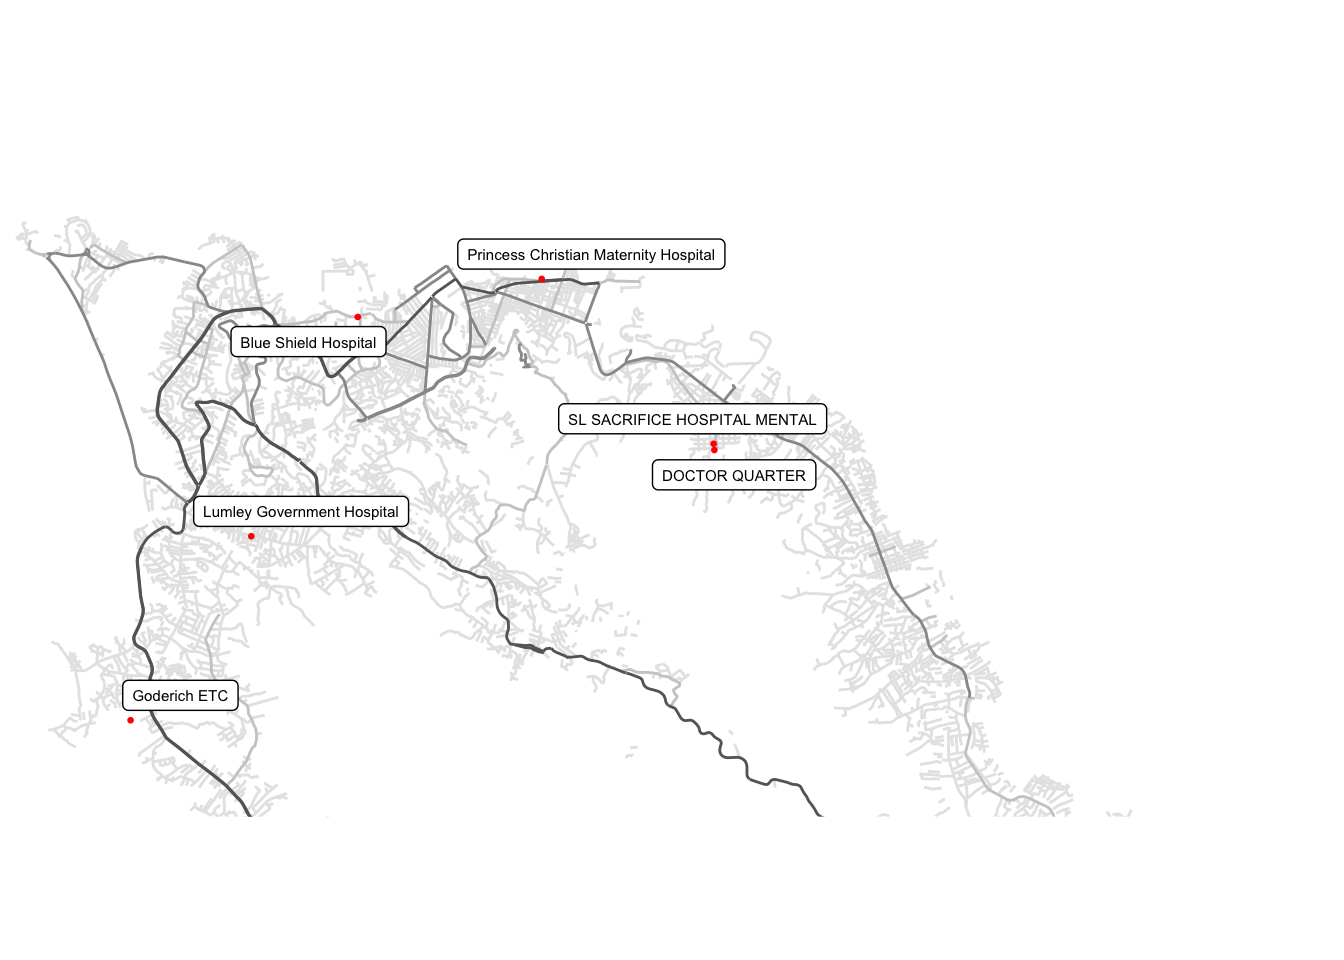 Princess Christian Maternity Hospital
Blue Shield Hospital
SL SACRIFICE HOSPITAL MENTAL
DOCTOR QUARTER
Lumley Government Hospital
Goderich ETC